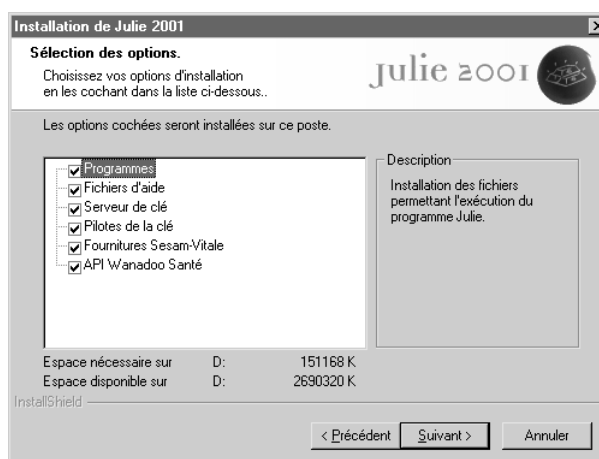 Installation de Julie 2001
Sélection des options.
Choisissez vos options d'installation
en les cochant dans la liste ci-dessous..
Julie 2001
Les options cochées seront installées sur ce poste.
Programmes
Fichiers d'aide
Serveur de clé
Pilotes de la clé
Fournitures Sesam-Vitale
API Wanadoo Santé
Description
Installation des fichiers
permettant l'exécution du
programme Julie.
Espace nécessaire sur D: 151168 K
Espace disponible sur D: 2690320 K
InstallShield
< Précédent Suivant > Annuler